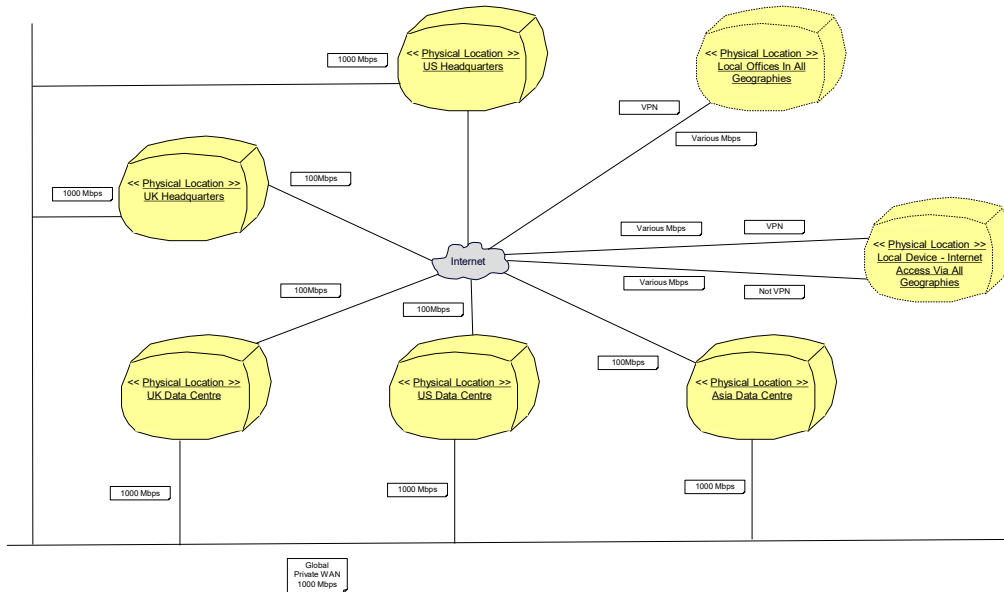 1000 Mbps
<< Physical Location >>
US Headquarters
<< Physical Location >>
Local Offices In All
Geographies
VPN
Various Mbps
<< Physical Location >>
UK Headquarters
1000 Mbps
100Mbps
Various Mbps
VPN
<< Physical Location >>
Local Device - Internet
Access Via All
Geographies
Internet
Various Mbps
Not VPN
100Mbps
100Mbps
100Mbps
<< Physical Location >>
UK Data Centre
<< Physical Location >>
US Data Centre
<< Physical Location >>
Asia Data Centre
1000 Mbps
1000 Mbps
1000 Mbps
Global
Private WAN
1000 Mbps